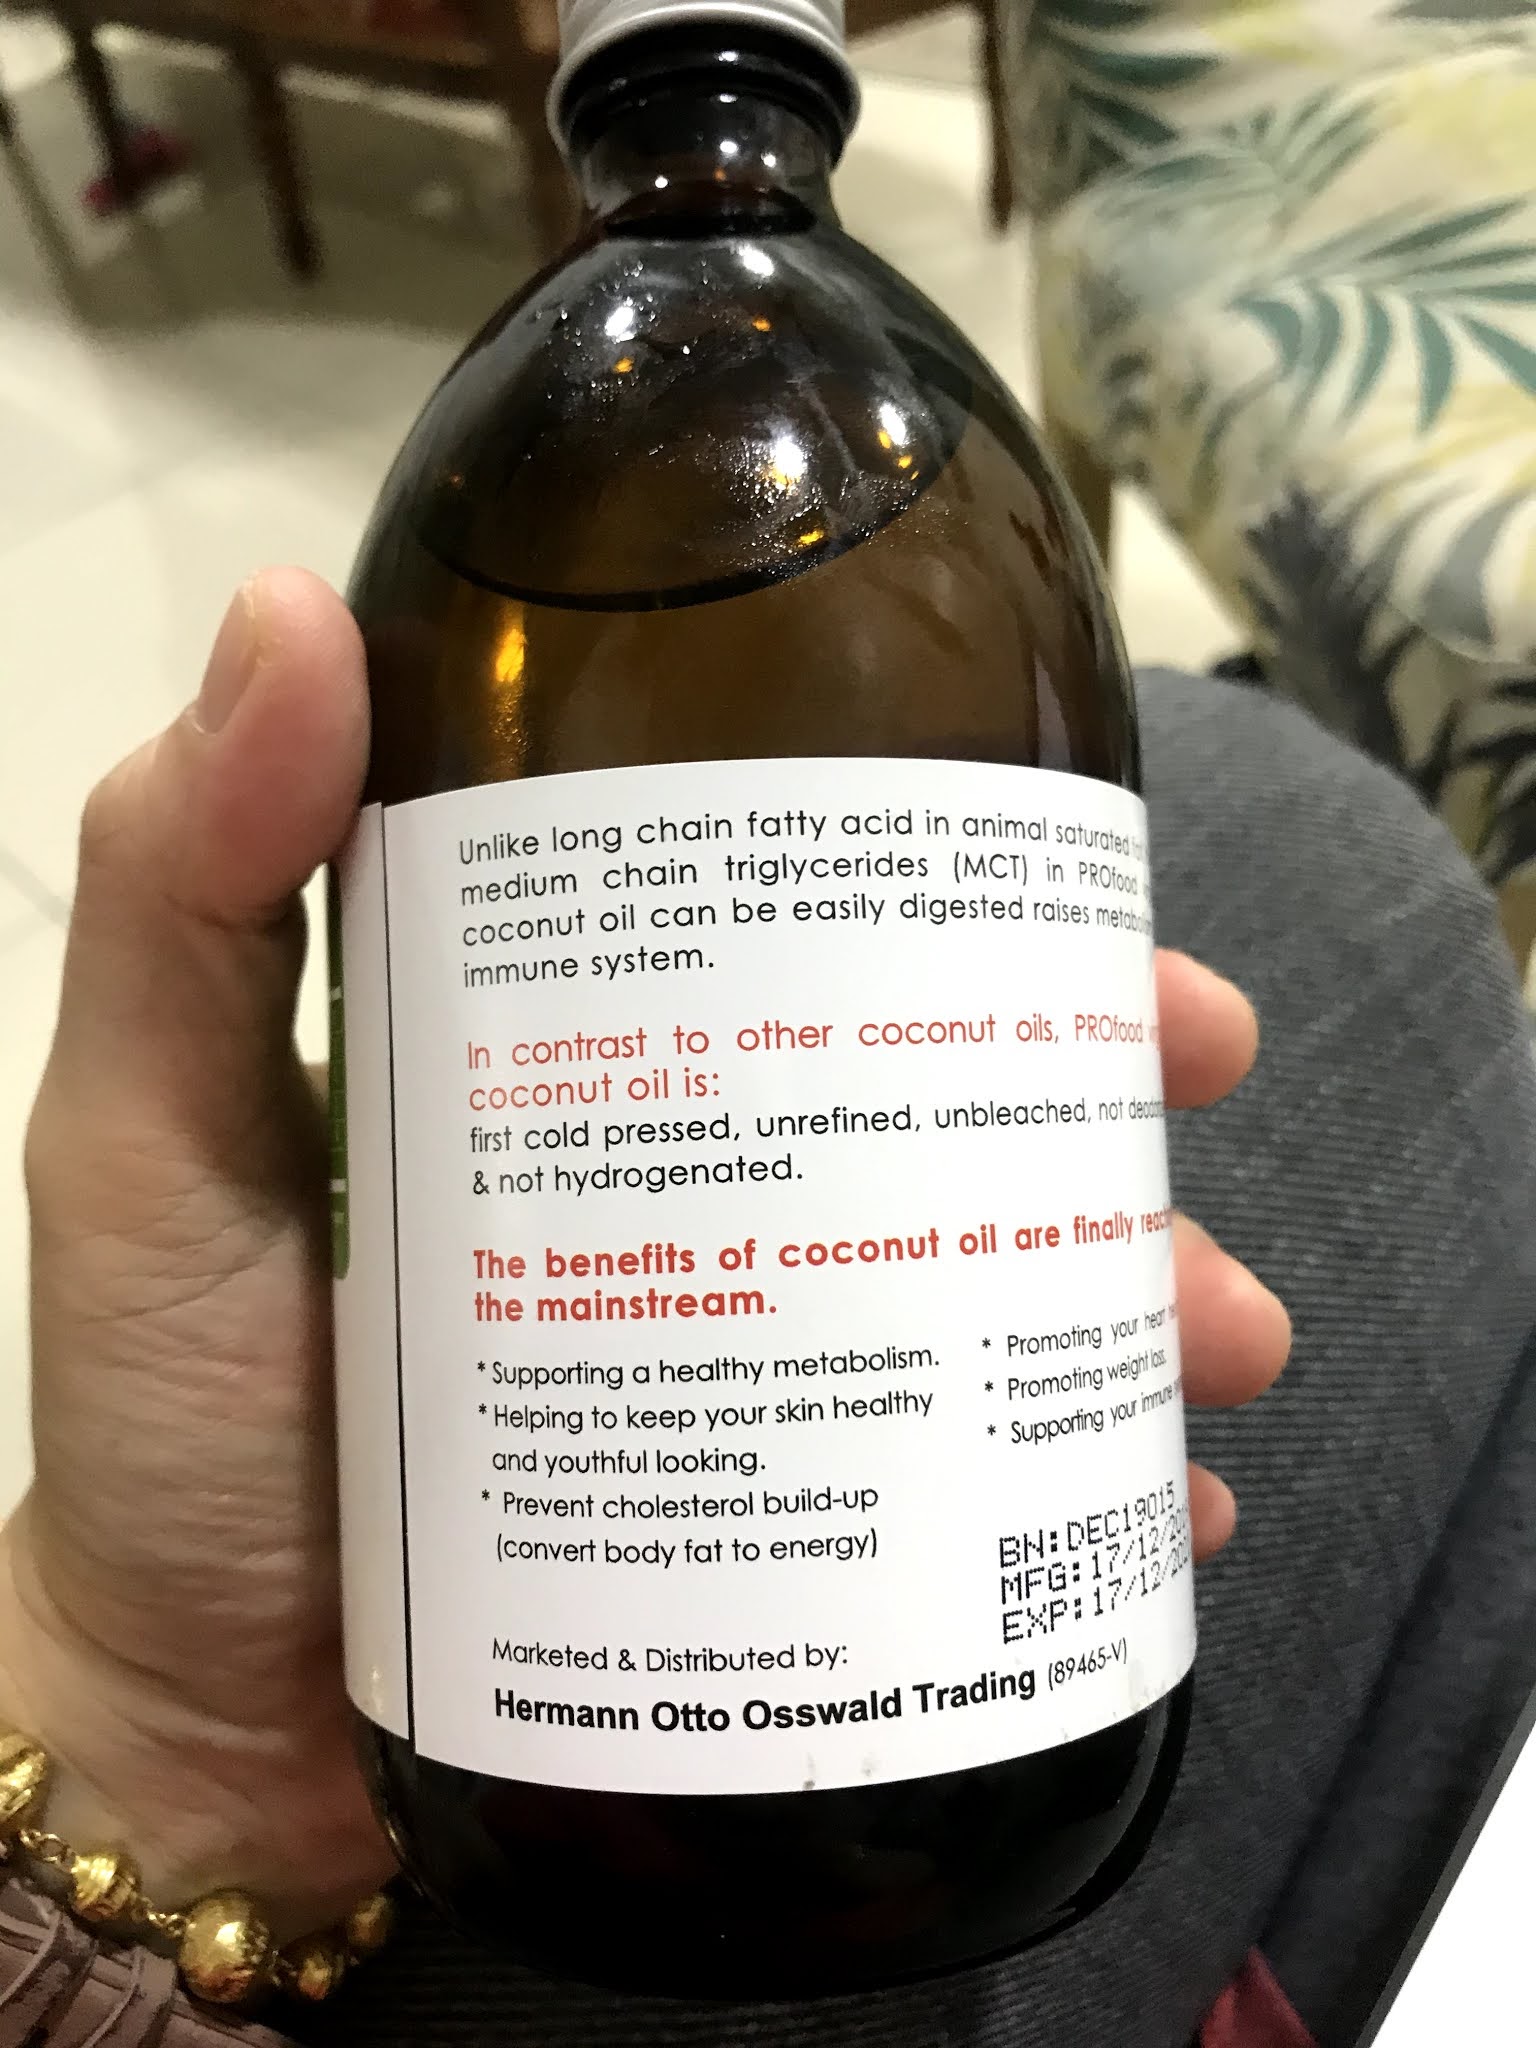 Unlike long chain fatty acid in animal saturated
medium chain triglycerides (MCT) in PROfood
coconut oil can be easily digested raises
immune system.
In contrast to other coconut oils, PROfood
coconut oil is:
first cold pressed, unrefined, unbleached, not
& not hydrogenated.
The benefits of coconut oil are finally
the mainstream.
* Supporting a healthy metabolism.
* Helping to keep your skin healthy
and youthful looking.
* Prevent cholesterol build-up
(convert body fat to energy)
* Promoting your heart
* Promoting weight loss.
* Supporting your immune
BN:DEC19015
MFG:17/12/
EXP:17/12/
Marketed & Distributed by:
Hermann Otto Osswald Trading (89465-V)